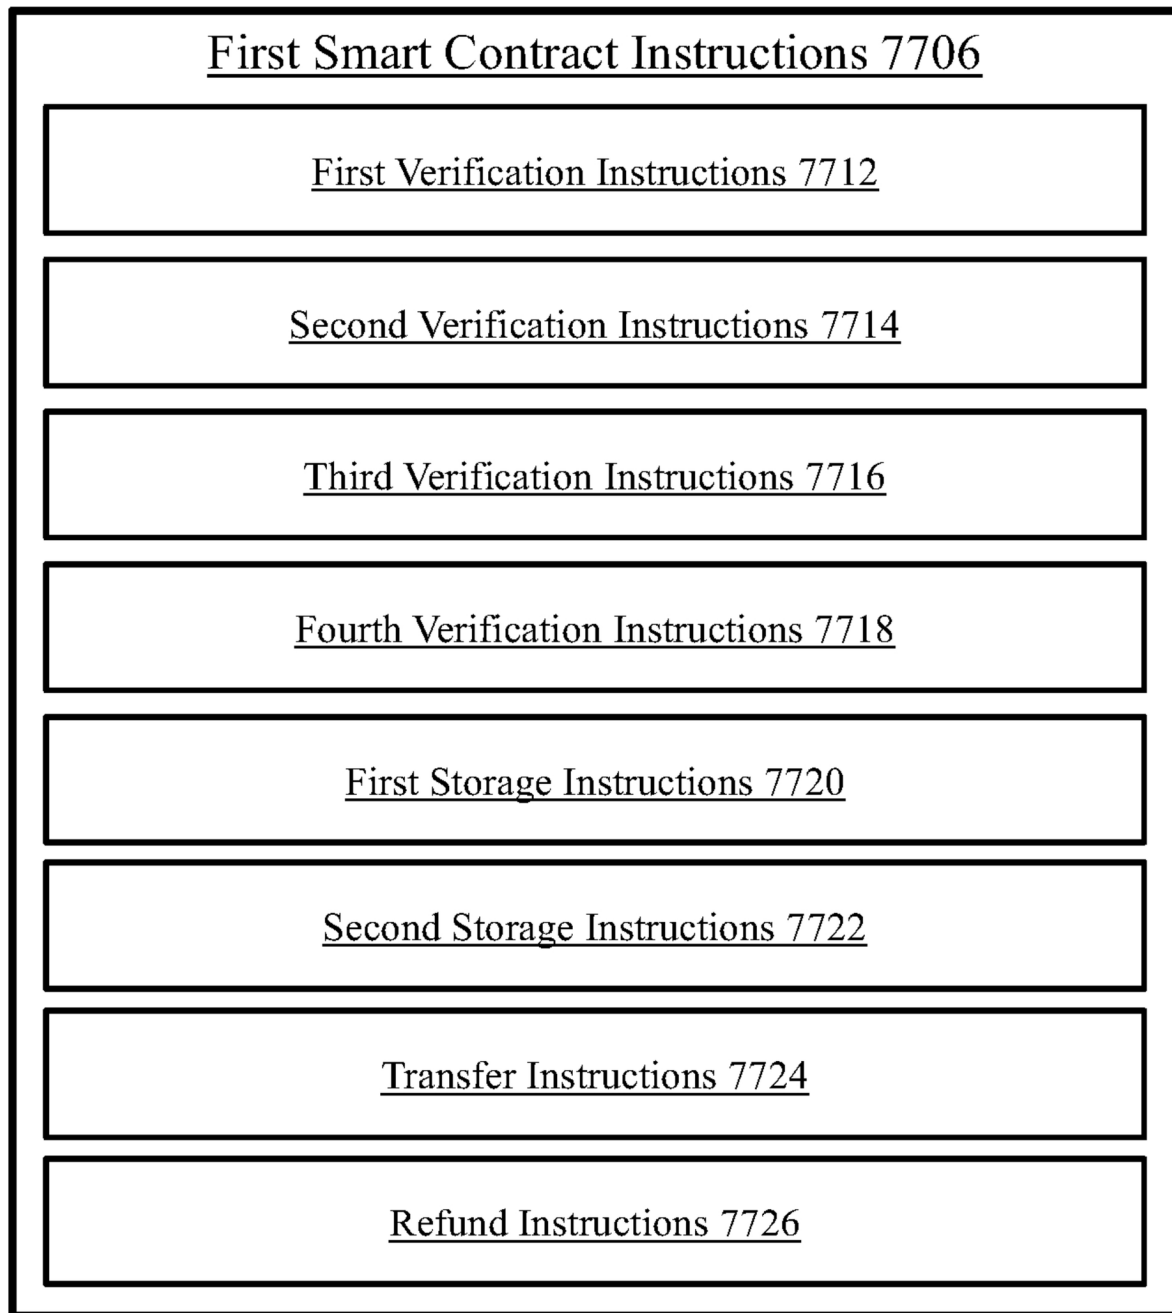 First Smart Contract Instructions 7706
First Verification Instructions 7712
Second Verification Instructions 7714
Third Verification Instructions 7716
Fourth Verification Instructions 7718
First Storage Instructions 7720
Second Storage Instructions 7722
Transfer Instructions 7724
Refund Instructions 7726